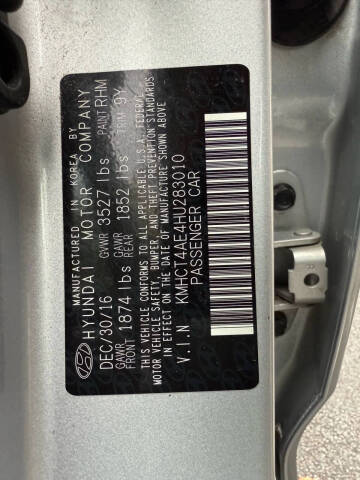 MANUFACTURED IN KOREA BY
HYUNDAI MOTOR COMPANY
DEC/30/16 GVWR 3527 lbs PAINT RHM
GAWR FRONT 1874 lbs GAWR REAR 1852 lbs TRIM 9Y
THIS VEHICLE CONFORMS TO ALL APPLICABLE U.S.A. FEDERAL
MOTOR VEHICLE SAFETY, BUMPER, AND THEFT PREVENTION STANDARDS
IN EFFECT ON THE DATE OF MANUFACTURE SHOWN ABOVE
V.I.N KMHCT4AE4HU283010
PASSENGER CAR